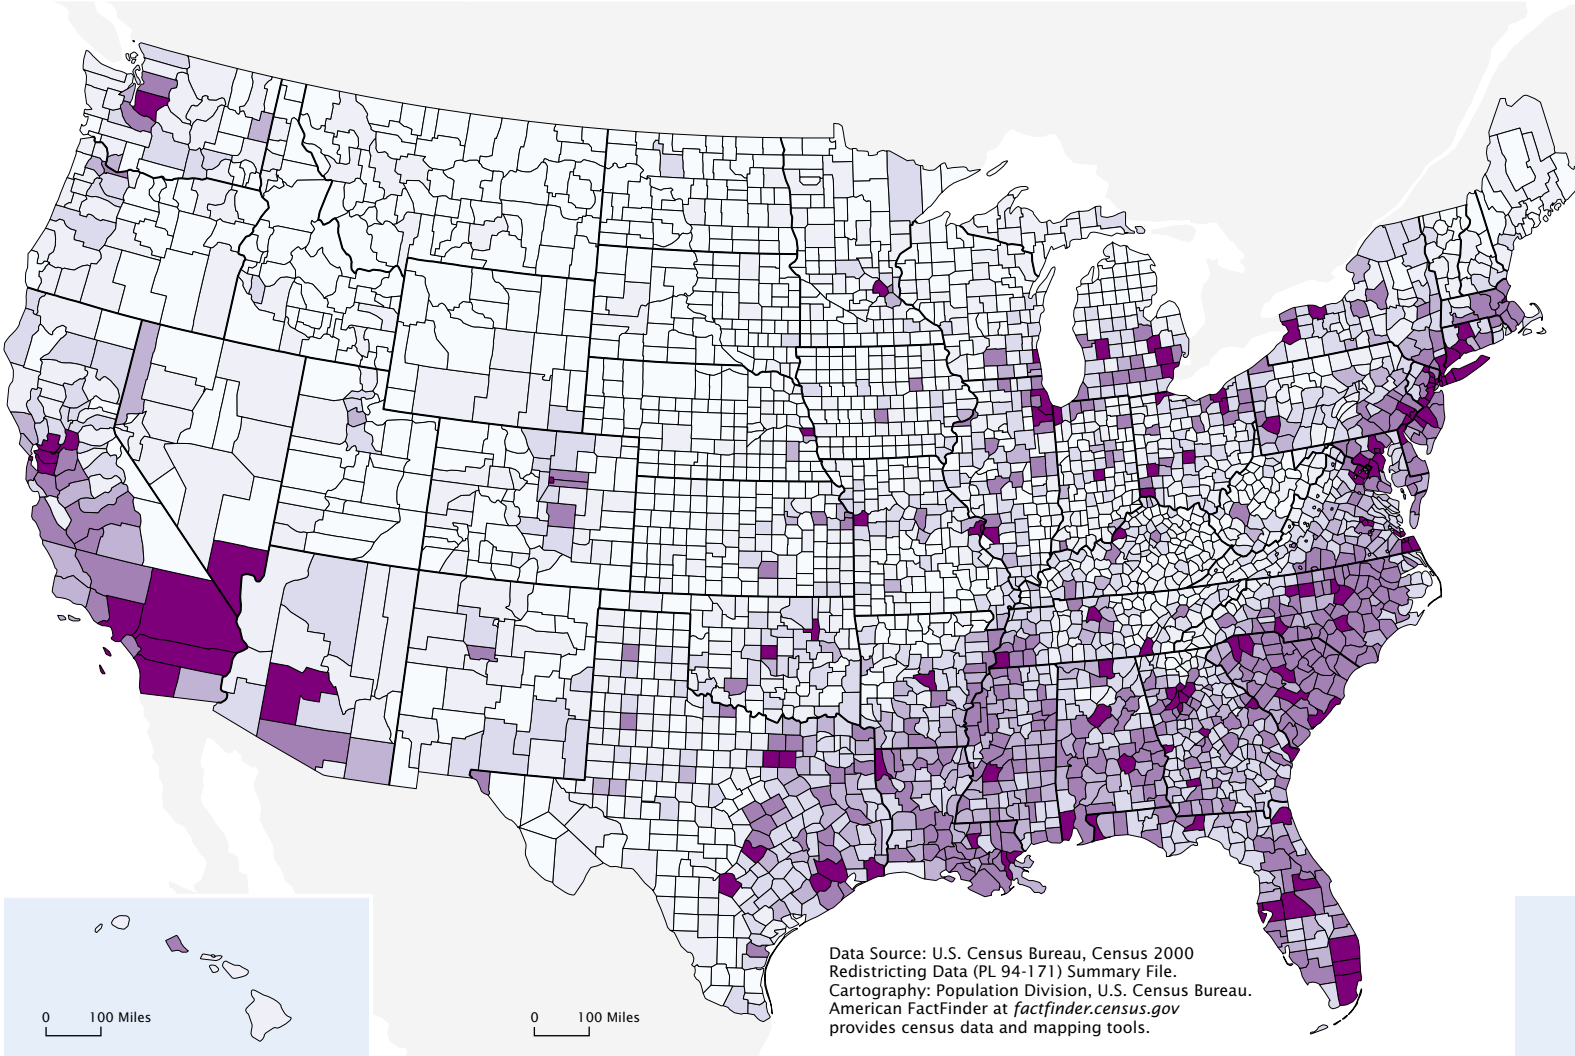 Data Source: U.S. Census Bureau, Census 2000
Redistricting Data (PL 94-171) Summary File.
Cartography: Population Division, U.S. Census Bureau.
American FactFinder at factfinder.census.gov
provides census data and mapping tools.
0 100 Miles
0 100 Miles